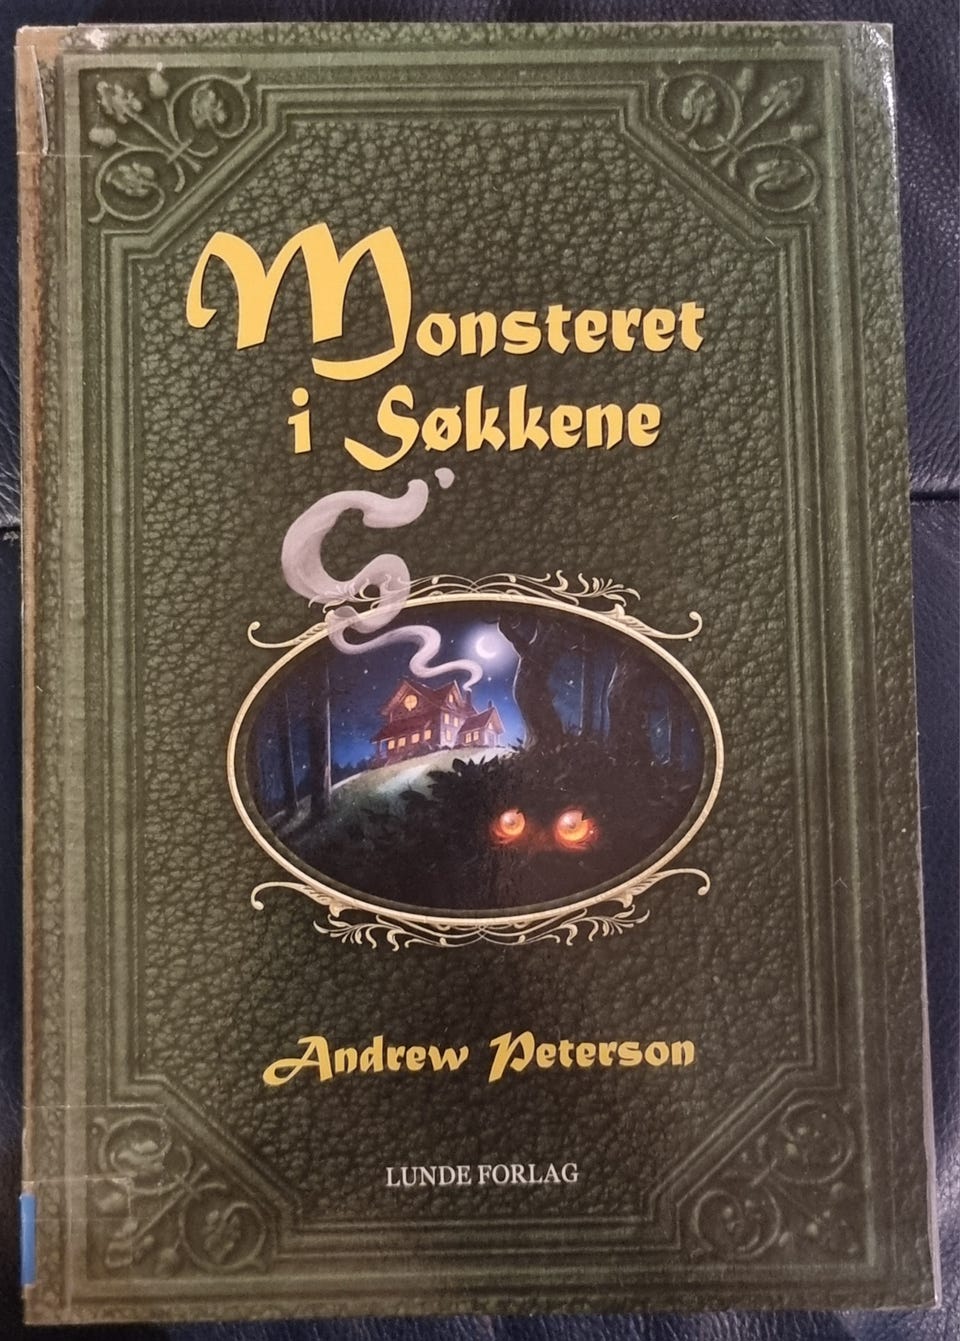 Monsteret
i Søkkene
Andrew Peterson
LUNDE FORLAG